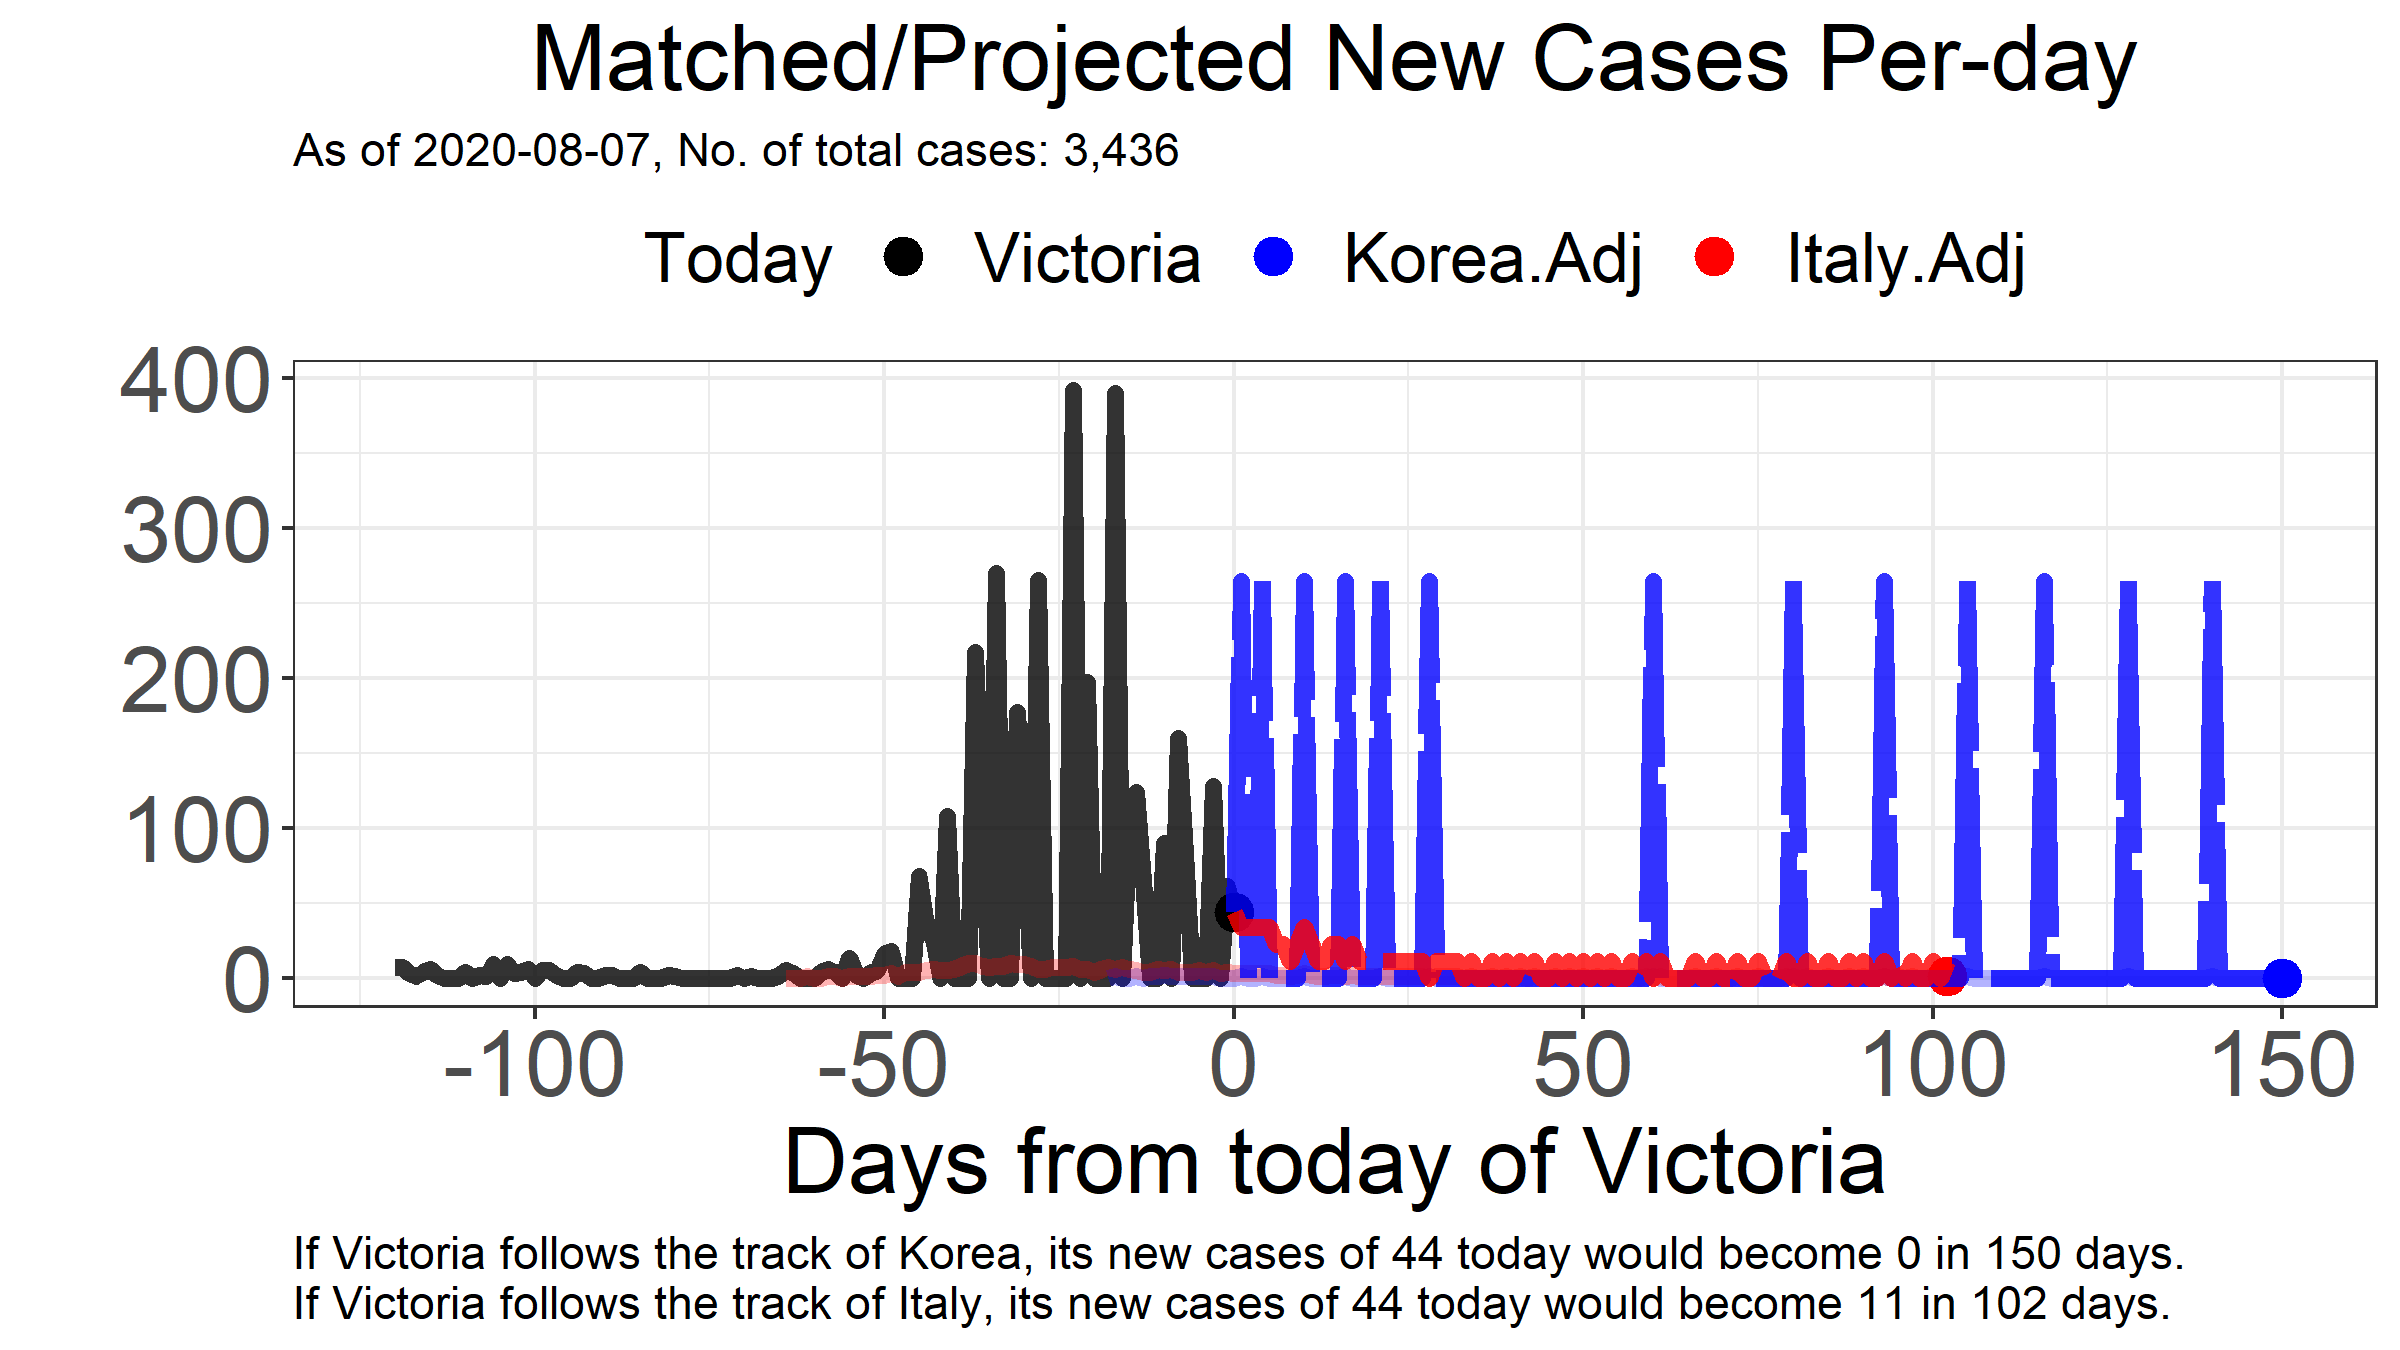 Matched/Projected New Cases Per-day
As of 2020-08-07, No. of total cases: 3,436
Today Victoria Korea.Adj Italy.Adj
400
300
200
100
0
-100 -50 0 50 100 150
Days from today of Victoria
If Victoria follows the track of Korea, its new cases of 44 today would become 0 in 150 days.
If Victoria follows the track of Italy, its new cases of 44 today would become 11 in 102 days.